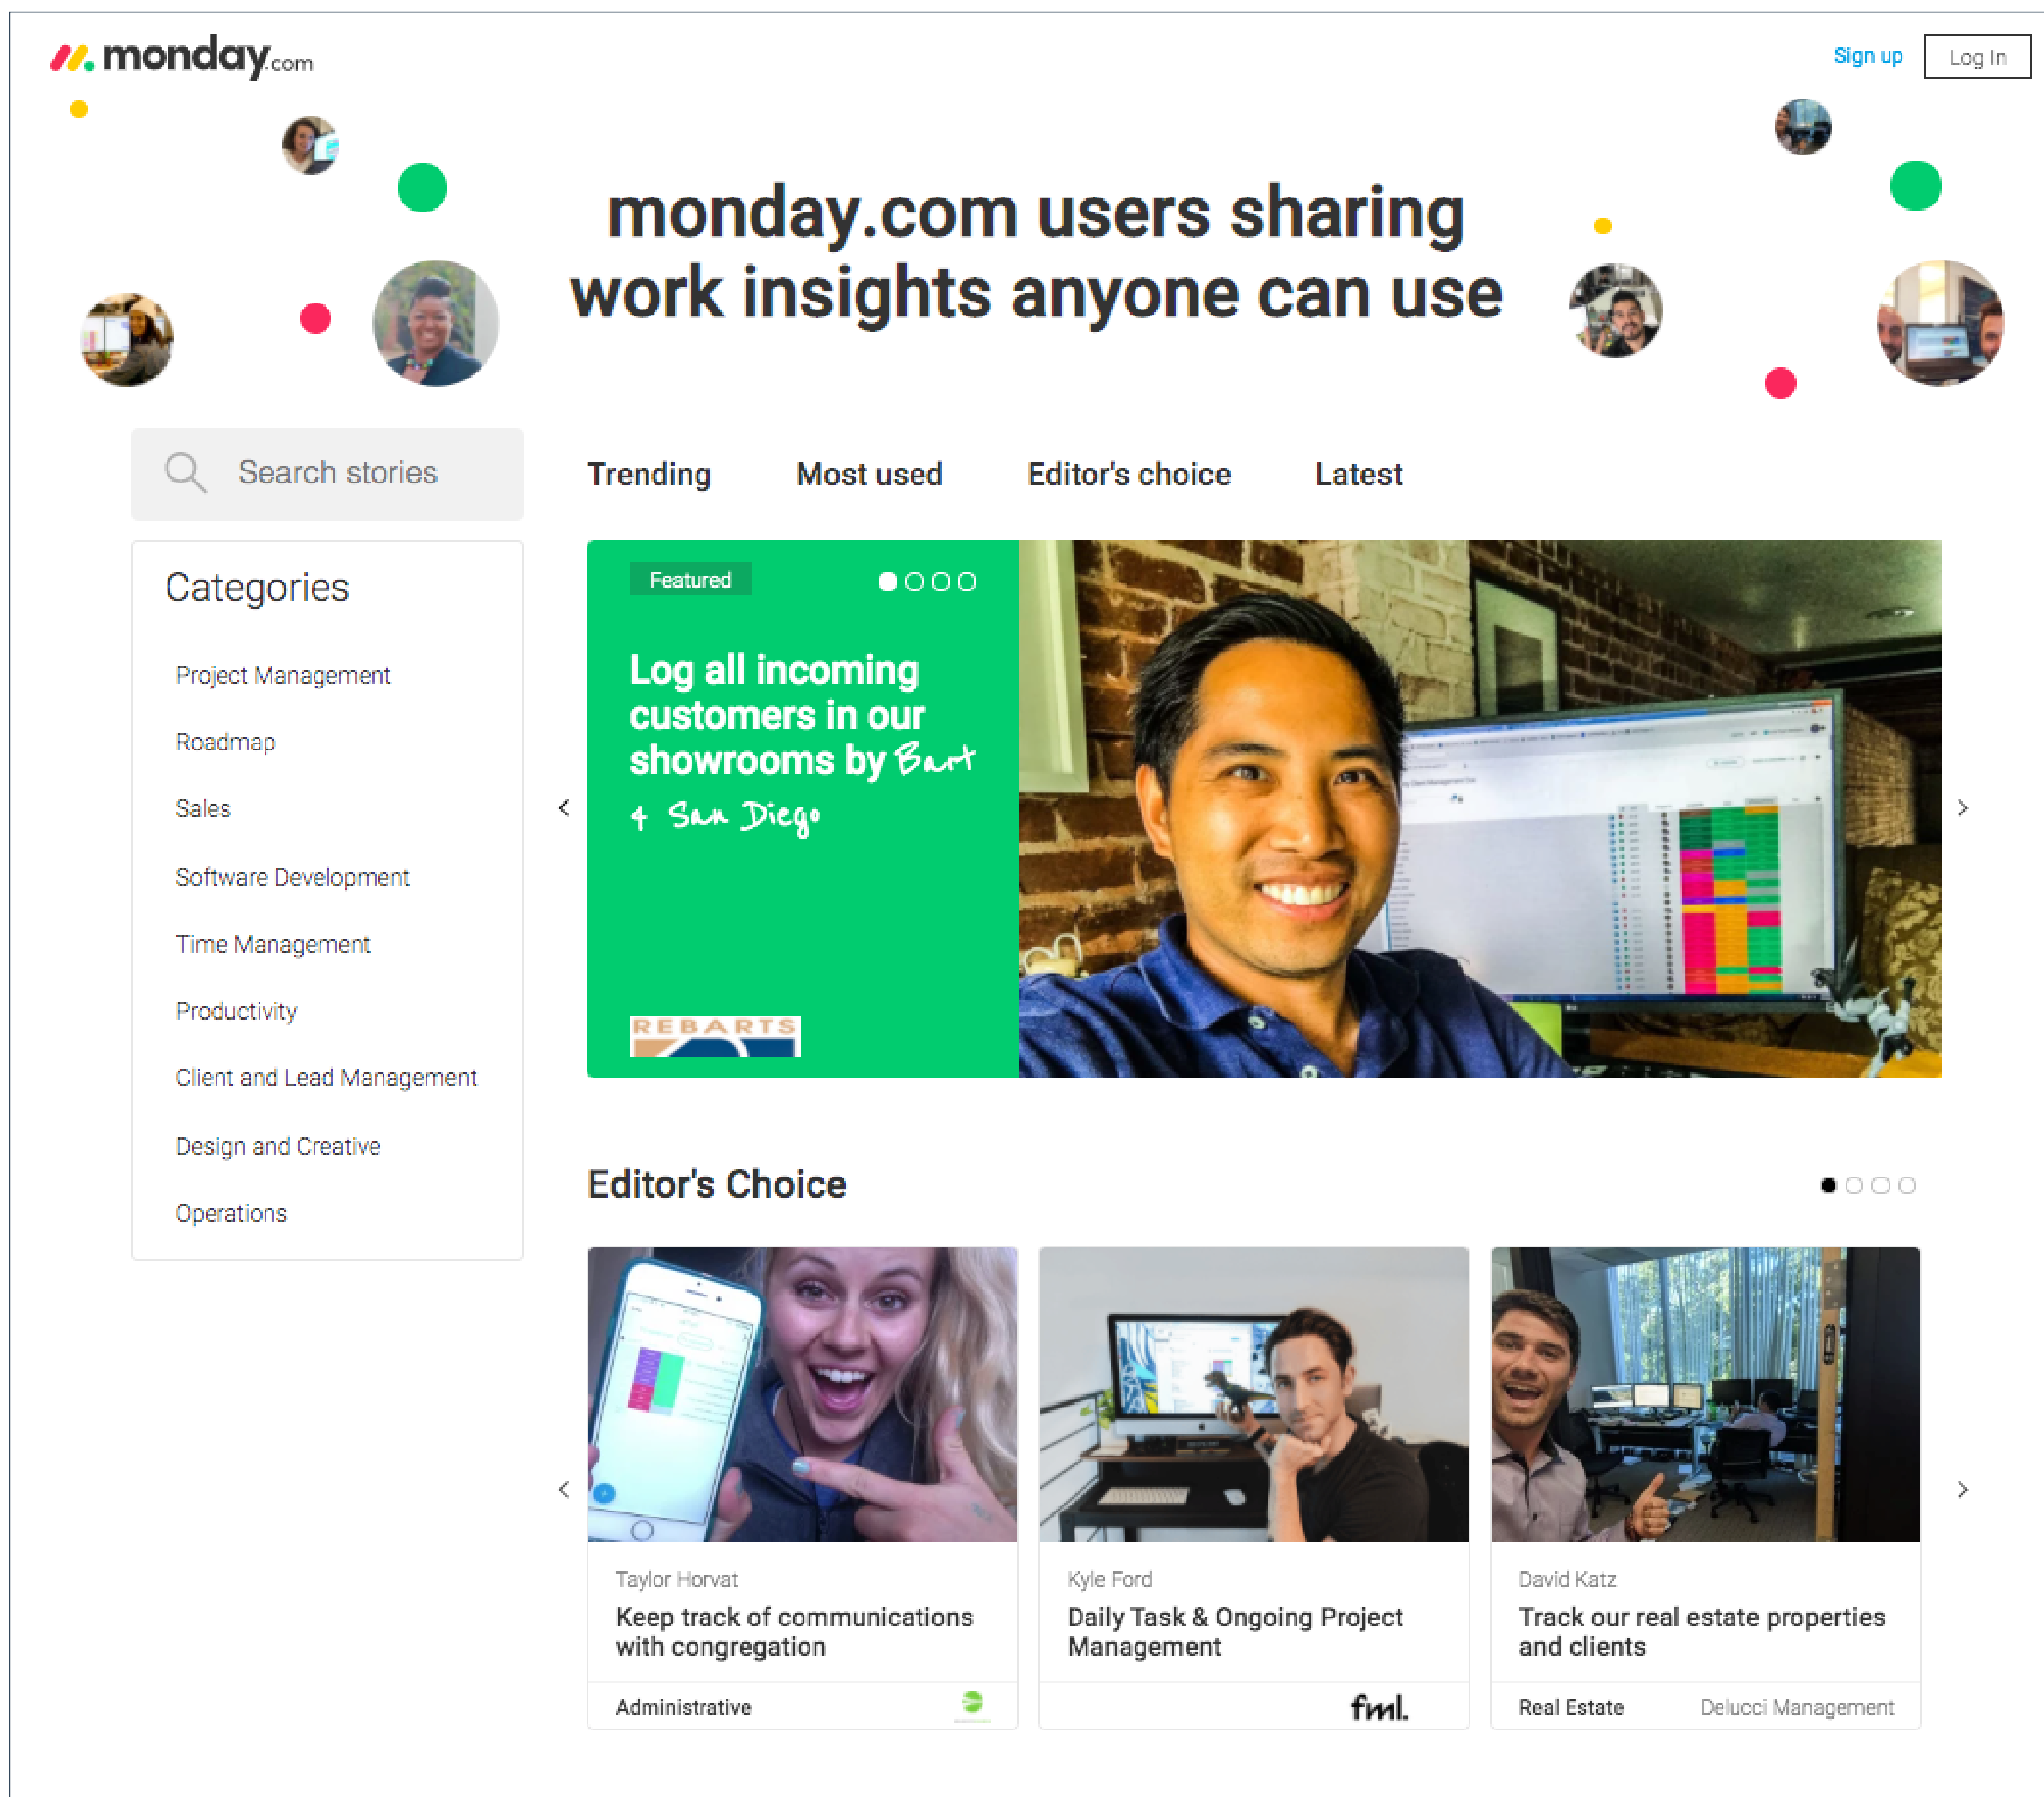 monday.com
Sign up
Log In
monday.com users sharing
work insights anyone can use
Search stories
Trending
Most used
Editor's choice
Latest
Categories
Project Management
Roadmap
Sales
Software Development
Time Management
Productivity
Client and Lead Management
Design and Creative
Operations
Featured
Log all incoming
customers in our
showrooms by Bart
& San Diego
REBARTS
Editor's Choice
Taylor Horvat
Keep track of communications
with congregation
Administrative
Kyle Ford
Daily Task & Ongoing Project
Management
fml.
David Katz
Track our real estate properties
and clients
Real Estate
Delucci Management